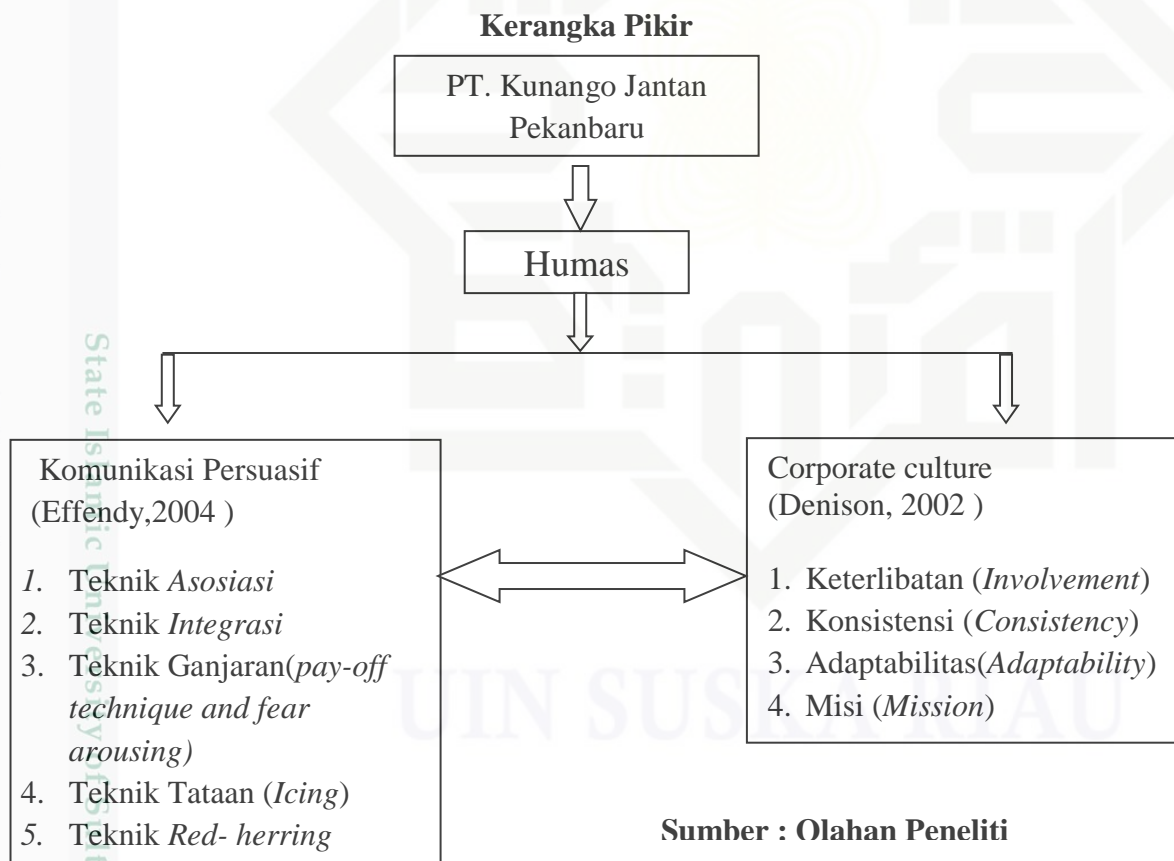 Kerangka Pikir
PT. Kunango Jantan
Pekanbaru
Humas
Komunikasi Persuasif
(Effendy,2004 )
1. Teknik Asosiasi
2. Teknik Integrasi
3. Teknik Ganjaran(pay-off
technique and fear
arousing)
4. Teknik Tataan (Icing)
5. Teknik Red- herring
Corporate culture
(Denison, 2002 )
1. Keterlibatan (Involvement)
2. Konsistensi (Consistency)
3. Adaptabilitas(Adaptability)
4. Misi (Mission)
Sumber : Olahan Peneliti
UIN SUSKA RIAU
State Islamic University of